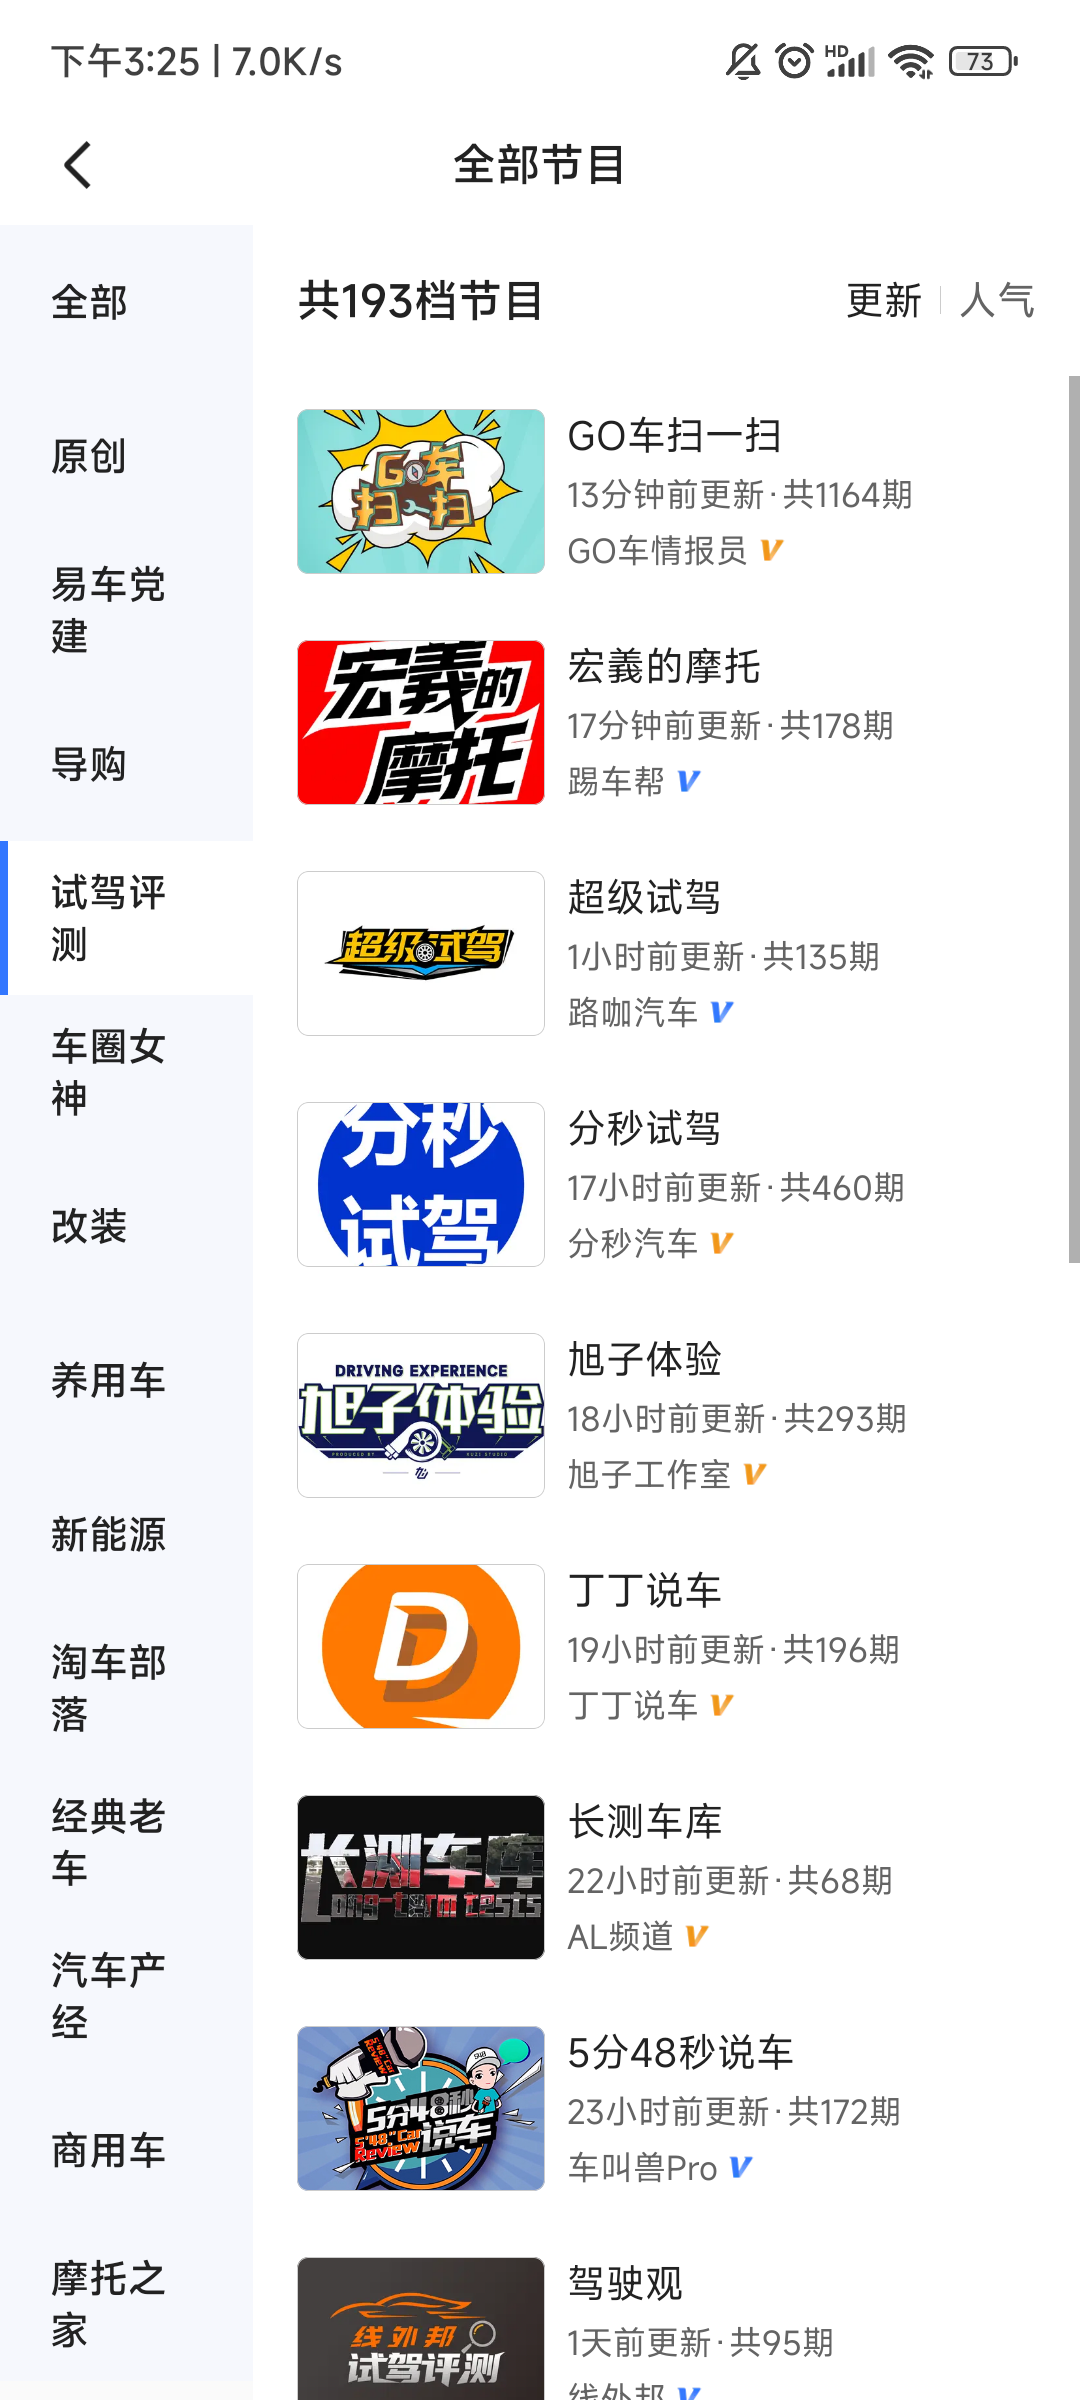 下午3:25 | 7.0K/s
HD
73
全部节目
全部
原创
易车党
建
导购
试驾评
测
车圈女
神
改装
养用车
新能源
淘车部
落
经典老
车
汽车产
经
商用车
摩托之
家
共193档节目
更新
人气
GO车
扫一扫
GO车扫一扫
13分钟前更新·共1164期
GO车情报员
宏義的
摩托
宏義的摩托
17分钟前更新·共178期
踢车帮
超级试驾
超级试驾
1小时前更新·共135期
路咖汽车
分秒
试驾
分秒试驾
17小时前更新·共460期
分秒汽车
DRIVING EXPERIENCE
旭子体验
PRODUCED BY XUZI STUDIO
旭子体验
18小时前更新·共293期
旭子工作室
D
丁丁说车
19小时前更新·共196期
丁丁说车
长测车库
Long-term tests
长测车库
22小时前更新·共68期
AL频道
5'48"Car
Review
548
5分48秒
说车
5'48"Car
Review
5分48秒说车
23小时前更新·共172期
车叫兽Pro
线外邦
试驾评测
驾驶观
1天前更新·共95期
线外邦